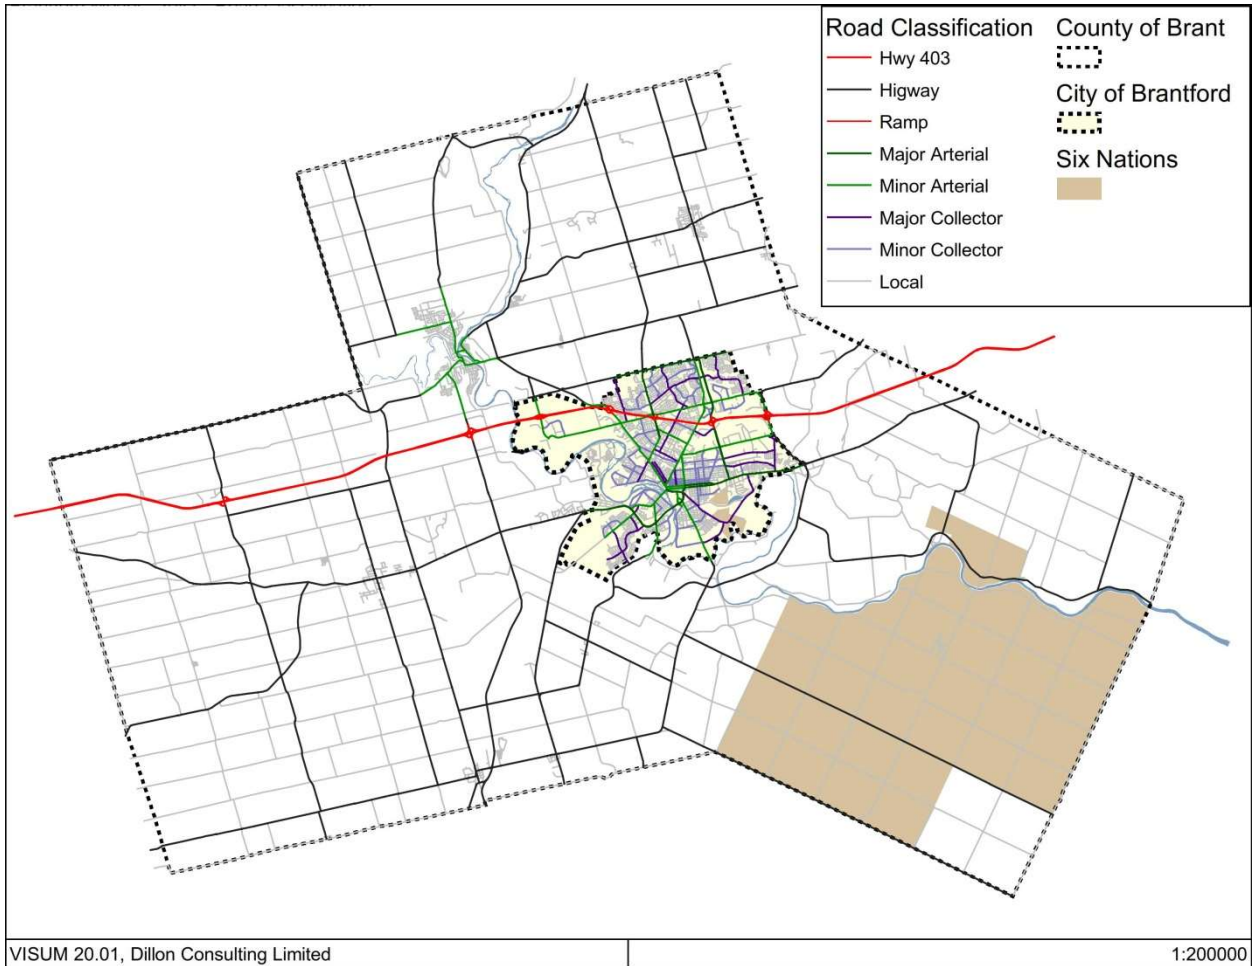 Road Classification
Hwy 403
Higway
Ramp
Major Arterial
Minor Arterial
Major Collector
Minor Collector
Local
County of Brant
City of Brantford
Six Nations
VISUM 20.01, Dillon Consulting Limited
1:200000